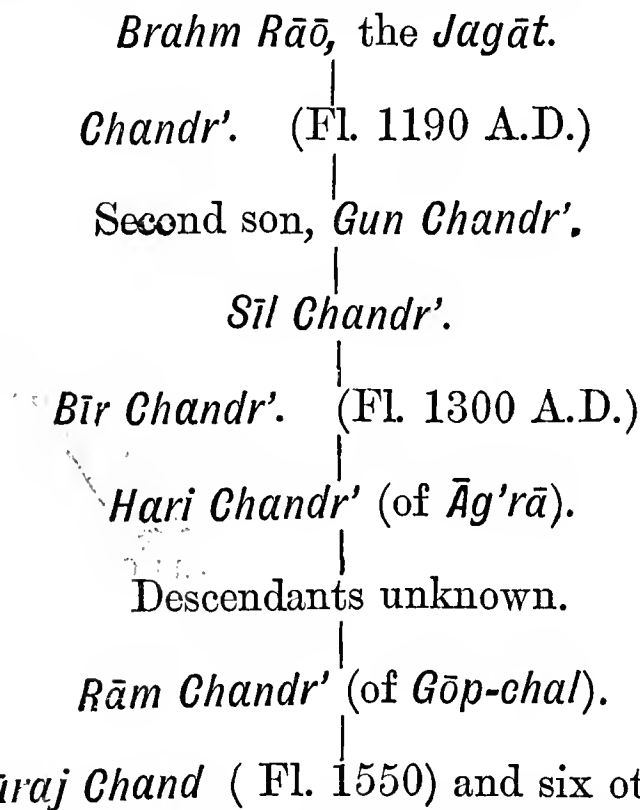 Brahm Rāō, the Jagāt.
Chandr’. (Fl. 1190 A.D.)
Second son, Gun Chandr’.
Sīl Chandr’.
Bīr Chandr’. (Fl. 1300 A.D.)
Hari Chandr’ (of Āg’rā).
Descendants unknown.
Rām Chandr’ (of Gōp-chal).
Chand ( Fl. 1550) and six